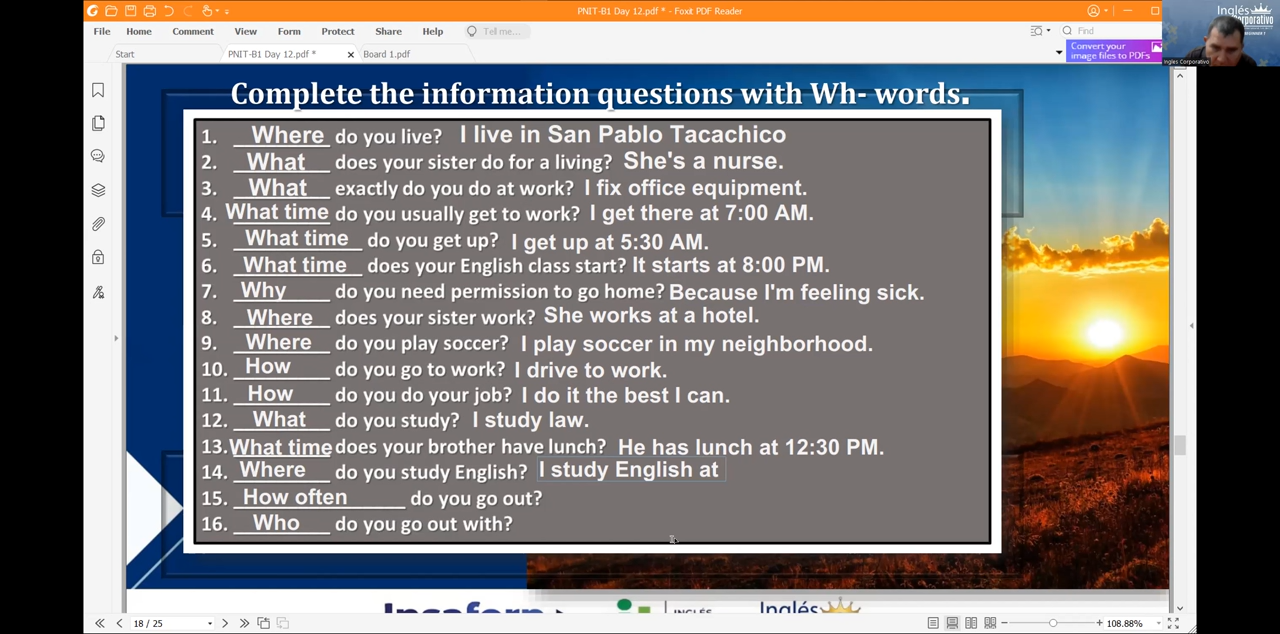 PNIT-B1 Day 12.pdf * - Foxit PDF Reader
File Home Comment View Form Protect Share Help Tell me... Find
Convert your
image files to PDFs
Start PNIT-B1 Day 12.pdf * Board 1.pdf
Inglés
Corporativo
Ingles Corporativo
Complete the information questions with Wh- words.
1. Where do you live? I live in San Pablo Tacachico
2. What does your sister do for a living? She's a nurse.
3. What exactly do you do at work? I fix office equipment.
4. What time do you usually get to work? I get there at 7:00 AM.
5. What time do you get up? I get up at 5:30 AM.
6. What time does your English class start? It starts at 8:00 PM.
7. Why do you need permission to go home? Because I'm feeling sick.
8. Where does your sister work? She works at a hotel.
9. Where do you play soccer? I play soccer in my neighborhood.
10. How do you go to work? I drive to work.
11. How do you do your job? I do it the best I can.
12. What do you study? I study law.
13. What time does your brother have lunch? He has lunch at 12:30 PM.
14. Where do you study English? I study English at
15. How often do you go out?
16. Who do you go out with?
Incaforp INGLÉS Inglés
18 / 25 108.88%